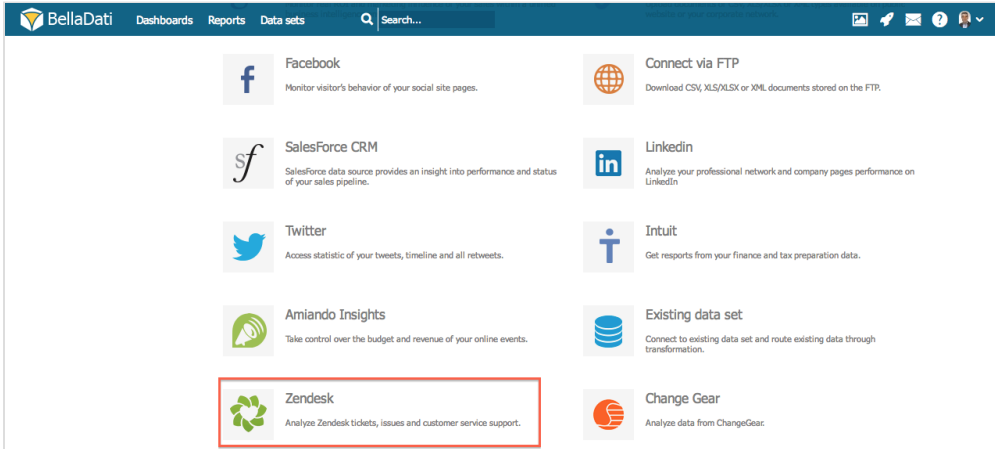 BellaDati Dashboards Reports Data sets Search...
Facebook
Monitor visitor's behavior of your social site pages.
Connect via FTP
Download CSV, XLS/XLSX or XML documents stored on the FTP.
SalesForce CRM
SalesForce data source provides an insight into performance and status
of your sales pipeline.
Linkedin
Analyze your professional network and company pages performance on
LinkedIn
Twitter
Access statistic of your tweets, timeline and all retweets.
Intuit
Get resports from your finance and tax preparation data.
Amiando Insights
Take control over the budget and revenue of your online events.
Existing data set
Connect to existing data set and route existing data through
transformation.
Zendesk
Analyze Zendesk tickets, issues and customer service support.
Change Gear
Analyze data from ChangeGear.